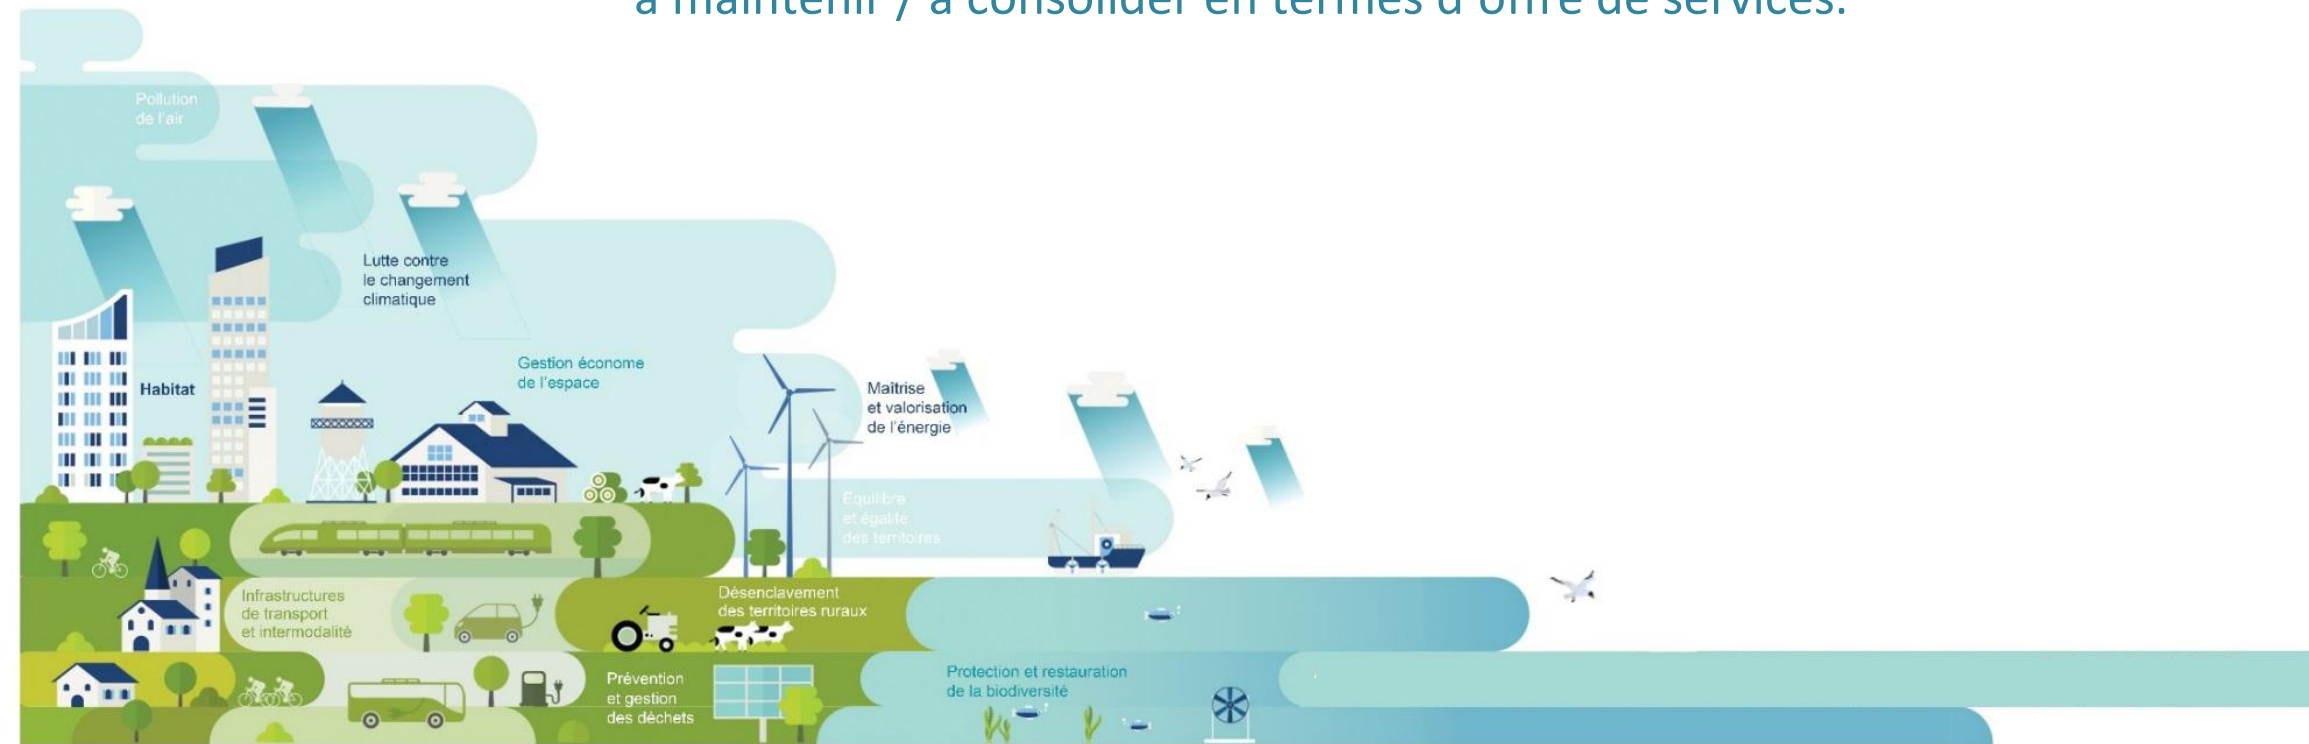 à maintenir / à consolider en termes d'offre de services.
Pollution
de l'air
Lutte contre
le changement
climatique
Gestion économe
de l'espace
Habitat
Maîtrise
et valorisation
de l'énergie
Equilibre
et égalité
des territoires
Infrastructures
de transport
et intermodalité
Désenclavement
des territoires ruraux
Prévention
et gestion
des déchets
Protection et restauration
de la biodiversité